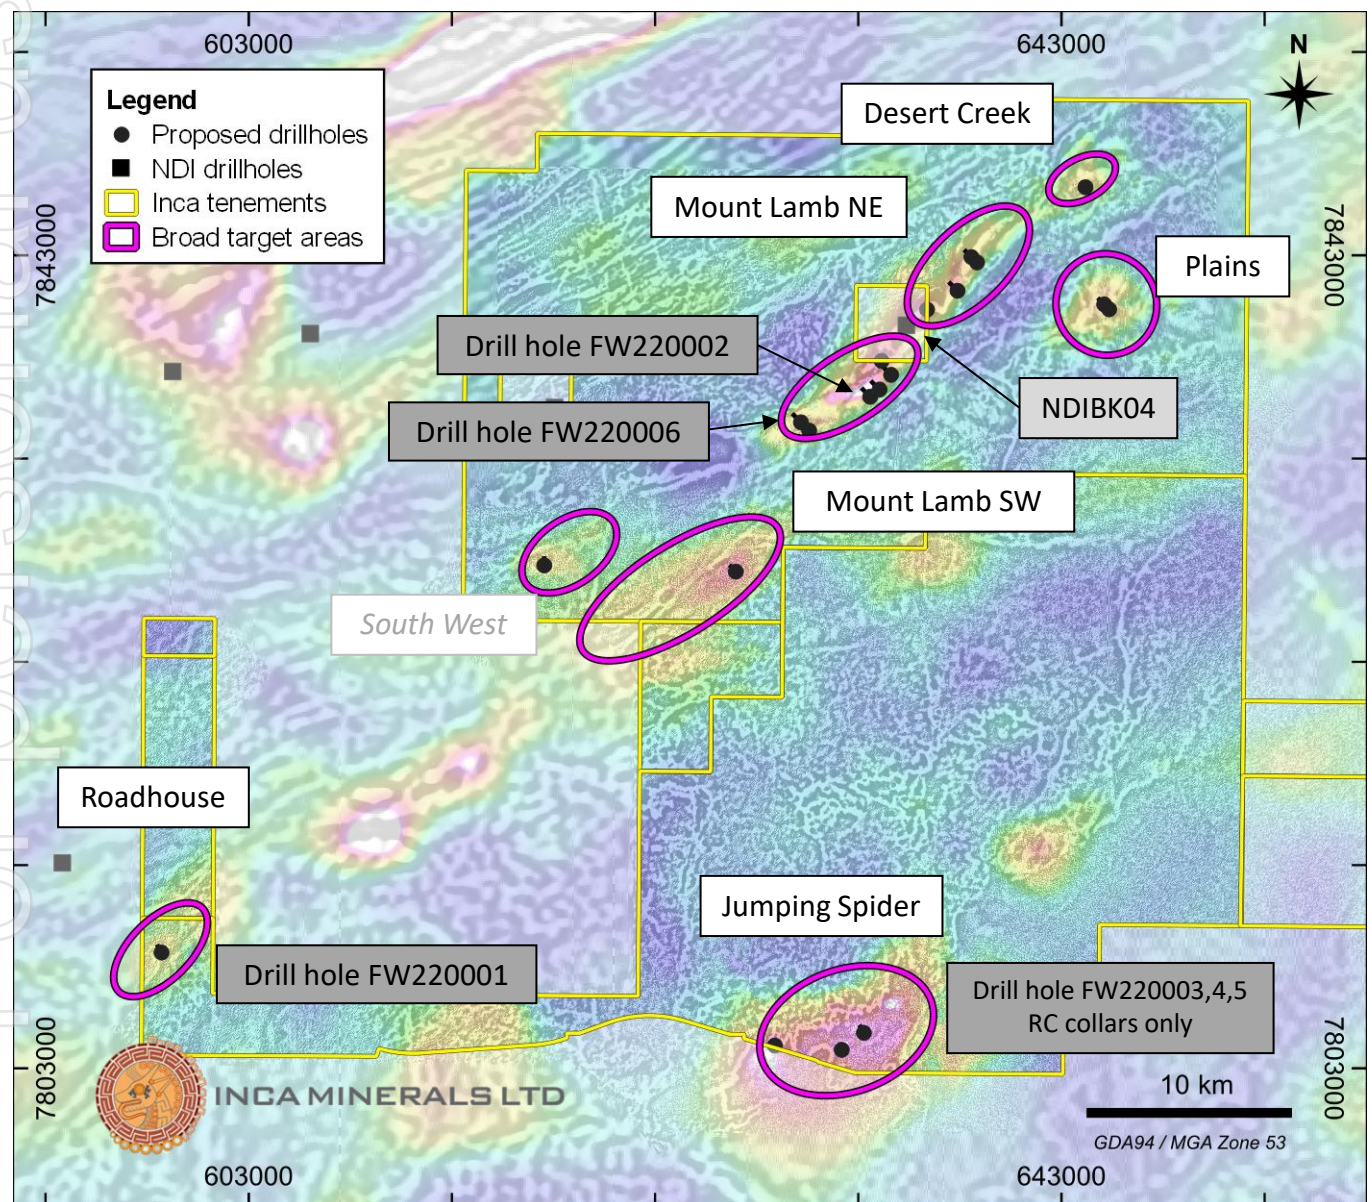 603000
643000
N
Legend
Proposed drillholes
NDI drillholes
Inca tenements
Broad target areas
Desert Creek
Mount Lamb NE
7843000
7843000
Plains
Drill hole FW220002
NDIBK04
Drill hole FW220006
Mount Lamb SW
South West
Roadhouse
Jumping Spider
Drill hole FW220001
Drill hole FW220003,4,5
RC collars only
7803000
7803000
INCA MINERALS LTD
10 km
GDA94 / MGA Zone 53
603000
643000